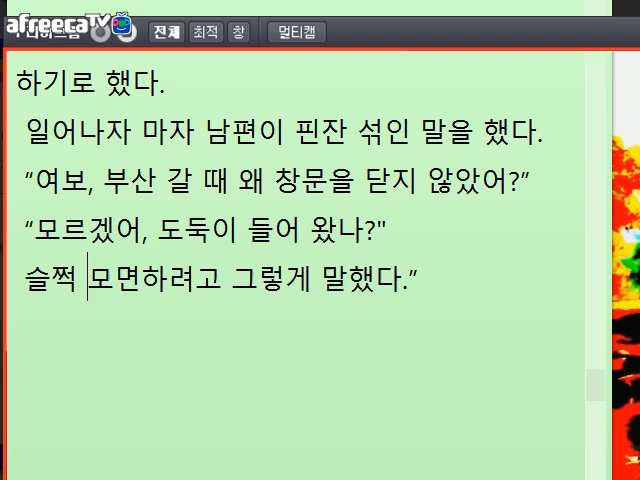 afreecaTV
전체 최적 창 멀티캠
하기로 했다.
일어나자 마자 남편이 핀잔 섞인 말을 했다.
“여보, 부산 갈 때 왜 창문을 닫지 않았어?”
“모르겠어, 도둑이 들어 왔나?"
슬쩍 모면하려고 그렇게 말했다.”